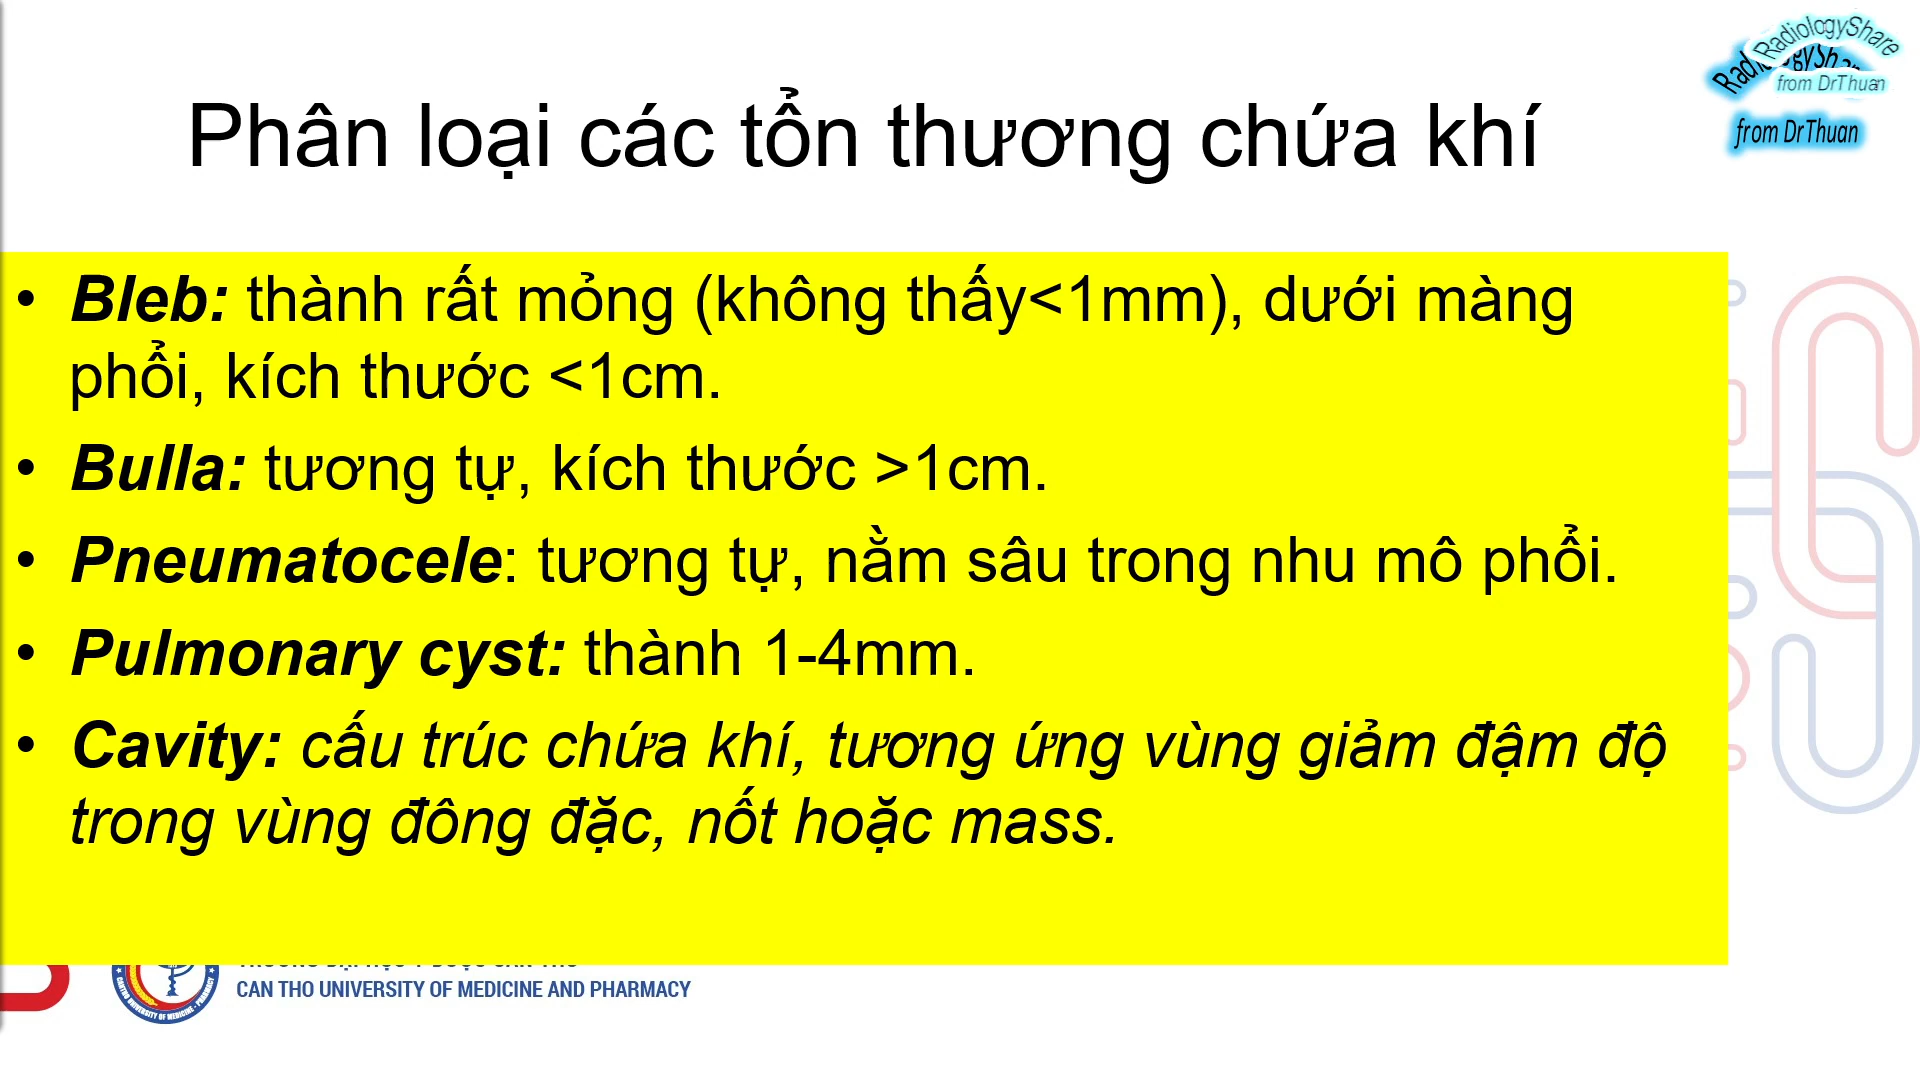 RadiologyShare
from DrThuan
from DrThuan
Phân loại các tổn thương chứa khí
• Bleb: thành rất mỏng (không thấy<1mm), dưới màng
phổi, kích thước <1cm.
• Bulla: tương tự, kích thước >1cm.
• Pneumatocele: tương tự, nằm sâu trong nhu mô phổi.
• Pulmonary cyst: thành 1-4mm.
• Cavity: cấu trúc chứa khí, tương ứng vùng giảm đậm độ
trong vùng đông đặc, nốt hoặc mass.
CAN THO UNIVERSITY OF MEDICINE AND PHARMACY